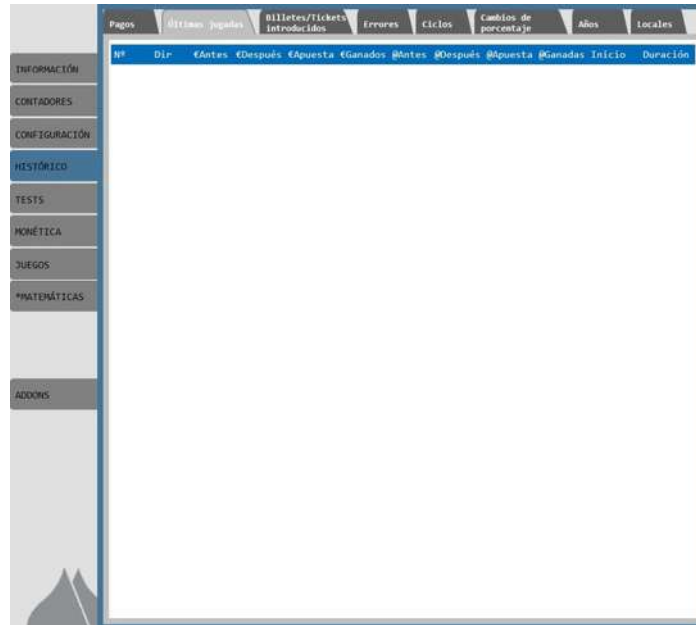 Pagos
Últimas jugadas
Billetes/Tickets
introducidos
Errores
Ciclos
Cambios de
porcentaje
Años
Locales
Nº Dir €Antes €Después €Apuesta €Ganados @Antes @Después @Apuesta @Ganadas Inicio Duración
INFORMACIÓN
CONTADORES
CONFIGURACIÓN
HISTÓRICO
TESTS
MONÉTICA
JUEGOS
*MATEMÁTICAS
ADDONS